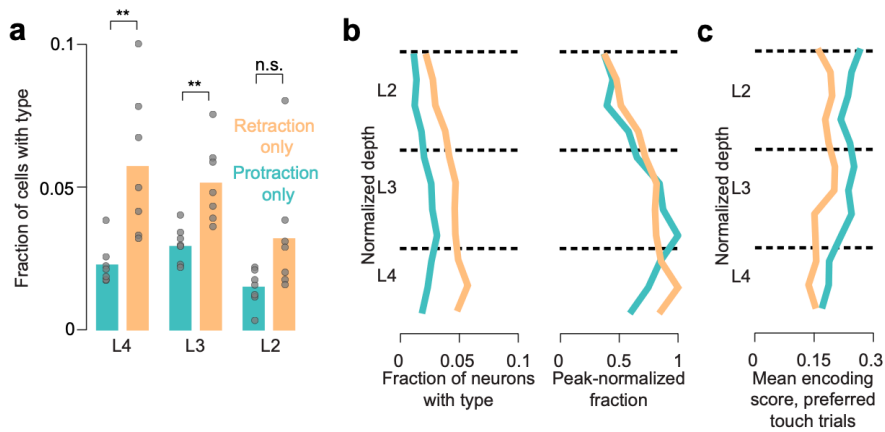 a
**
**
n.s.
0.1
0.05
0
Fraction of cells with type
Retraction
only
Protraction
only
L4
L3
L2
b
Normalized depth
L2
L3
L4
0
0.05
0.1
Fraction of neurons
with type
0
0.5
1
Peak-normalized
fraction
c
Normalized depth
L2
L3
L4
0
0.15
0.3
Mean encoding
score, preferred
touch trials